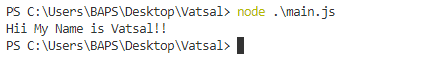 PS C:\Users\BAPS\Desktop\Vatsal> node .\main.js
Hii My Name is Vatsal!!
PS C:\Users\BAPS\Desktop\Vatsal>